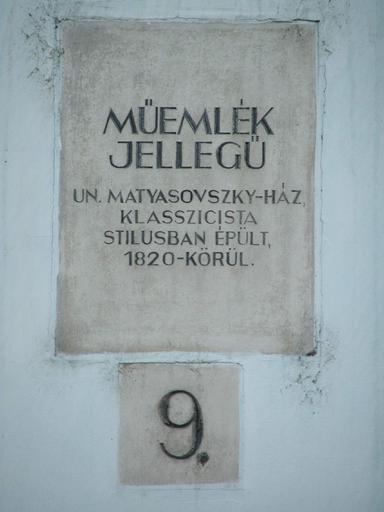 MŰEMLÉK
JELLEGŰ
UN. MATYASOVSZKY-HÁZ,
KLASSZICISTA
STILUSBAN ÉPÜLT,
1820-KÖRÜL.
9.